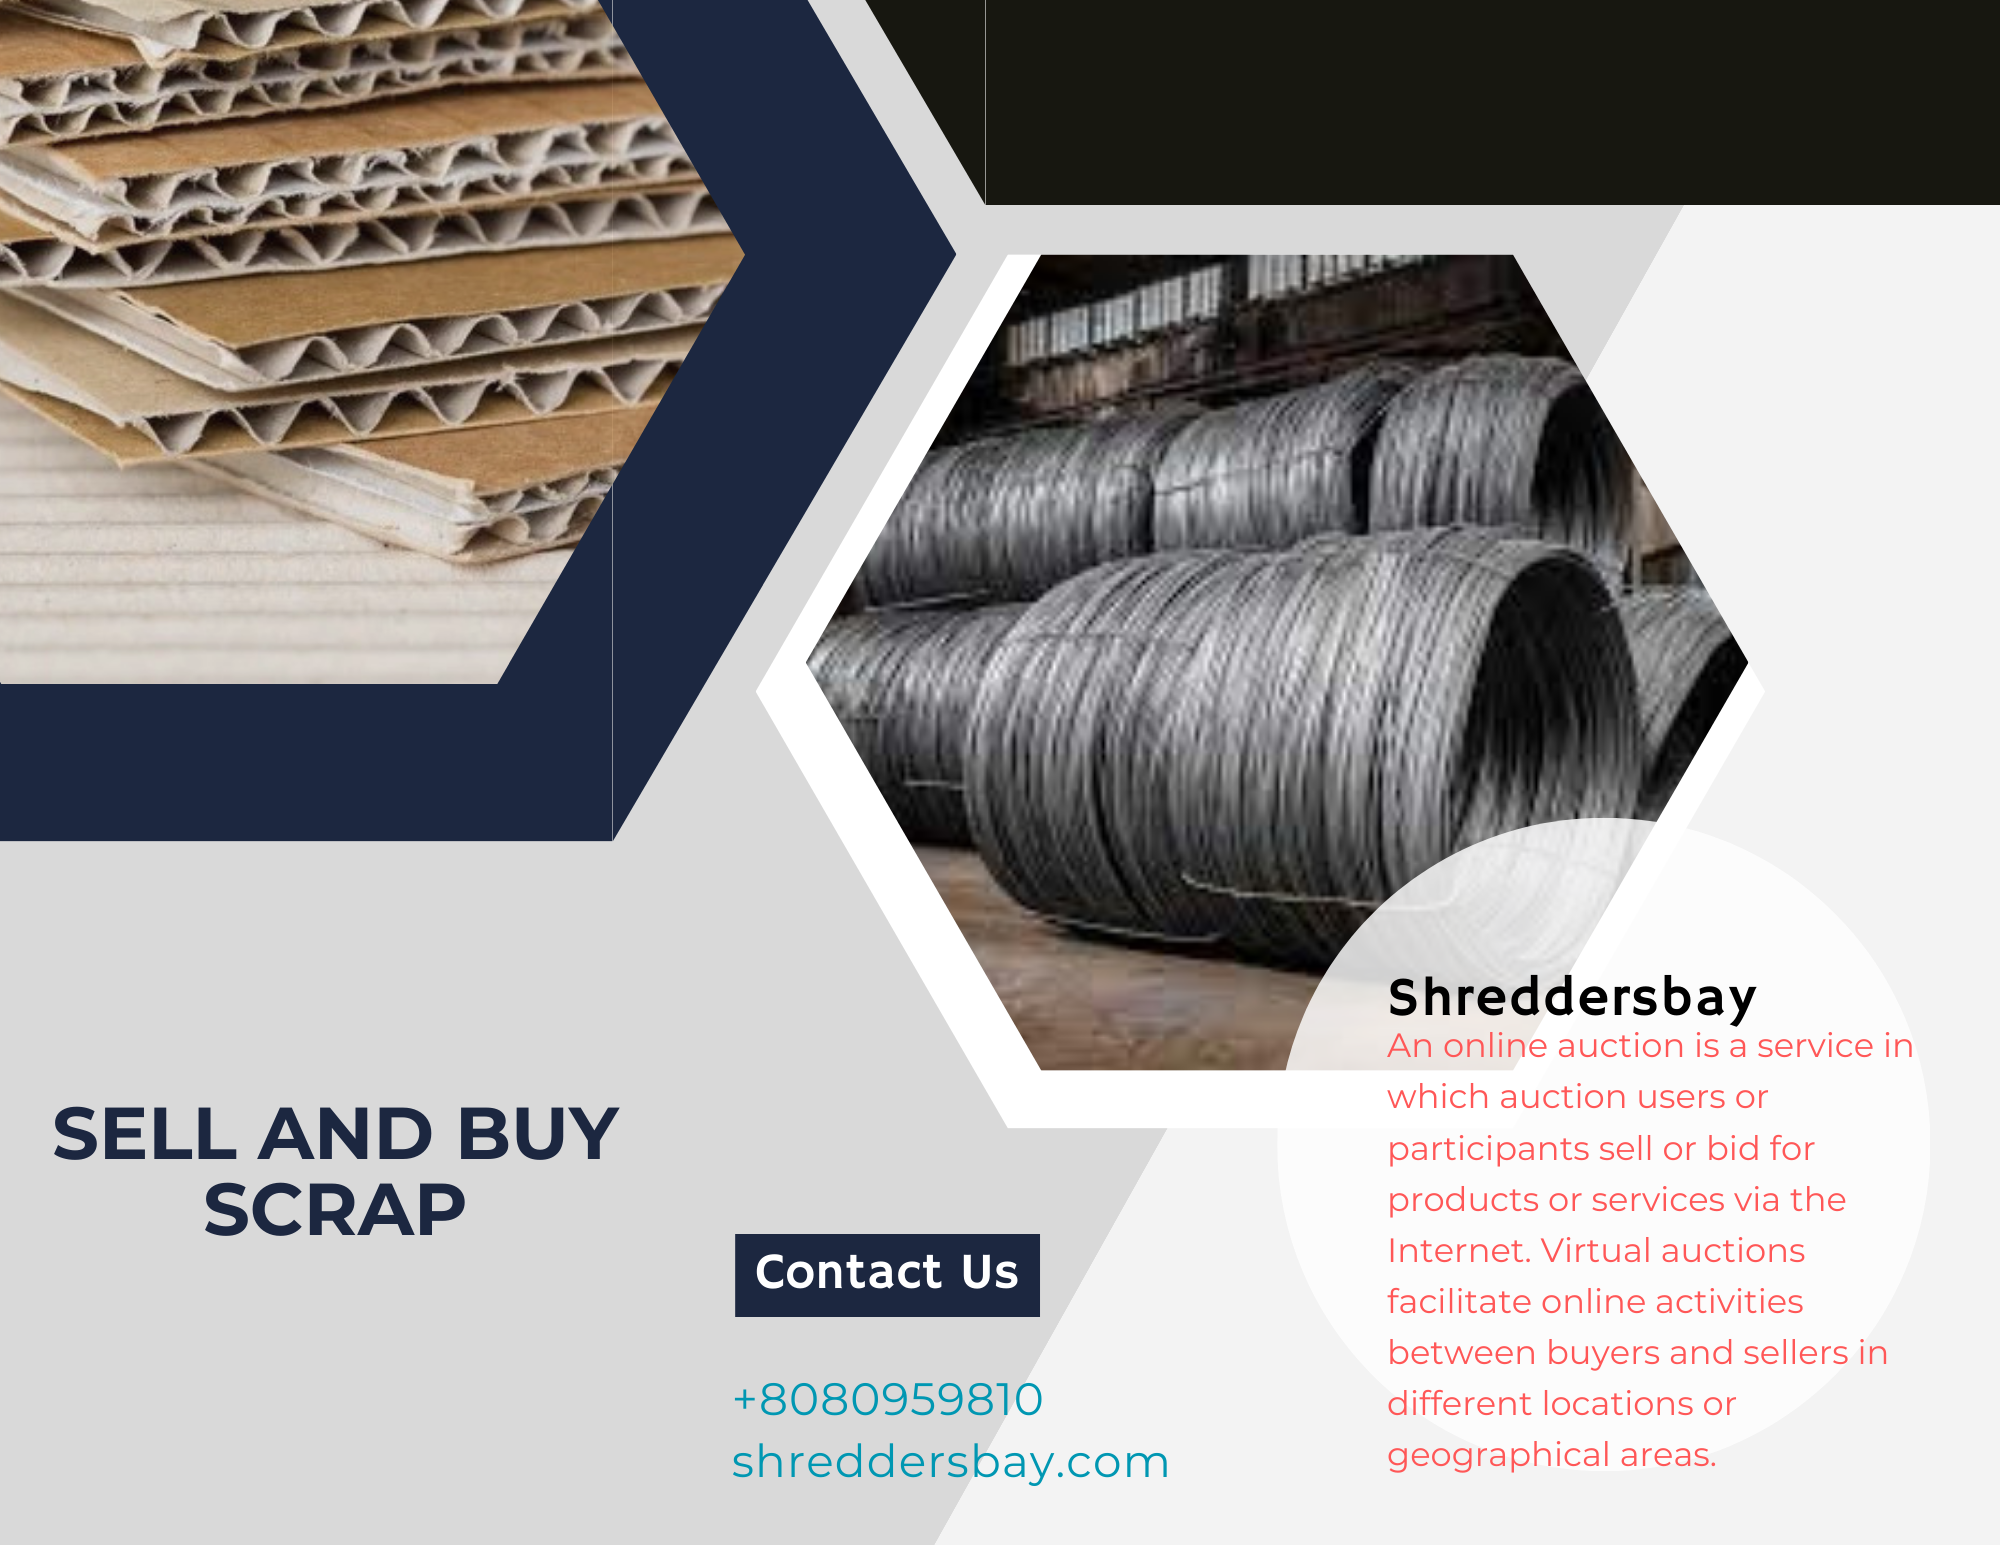 SELL AND BUY
SCRAP
Contact Us
+8080959810
shreddersbay.com
Shreddersbay
An online auction is a service in
which auction users or
participants sell or bid for
products or services via the
Internet. Virtual auctions
facilitate online activities
between buyers and sellers in
different locations or
geographical areas.